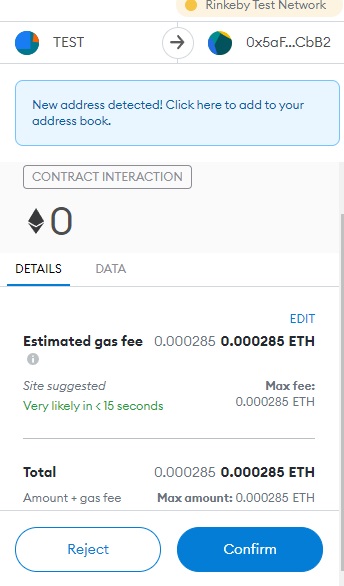 Rinkeby Test Network
TEST
0x5aF...CbB2
New address detected! Click here to add to your
address book.
CONTRACT INTERACTION
0
DETAILS
DATA
EDIT
Estimated gas fee 0.000285 0.000285 ETH
Site suggested Max fee:
Very likely in < 15 seconds 0.000285 ETH
Total 0.000285 0.000285 ETH
Amount + gas fee Max amount: 0.000285 ETH
Reject
Confirm